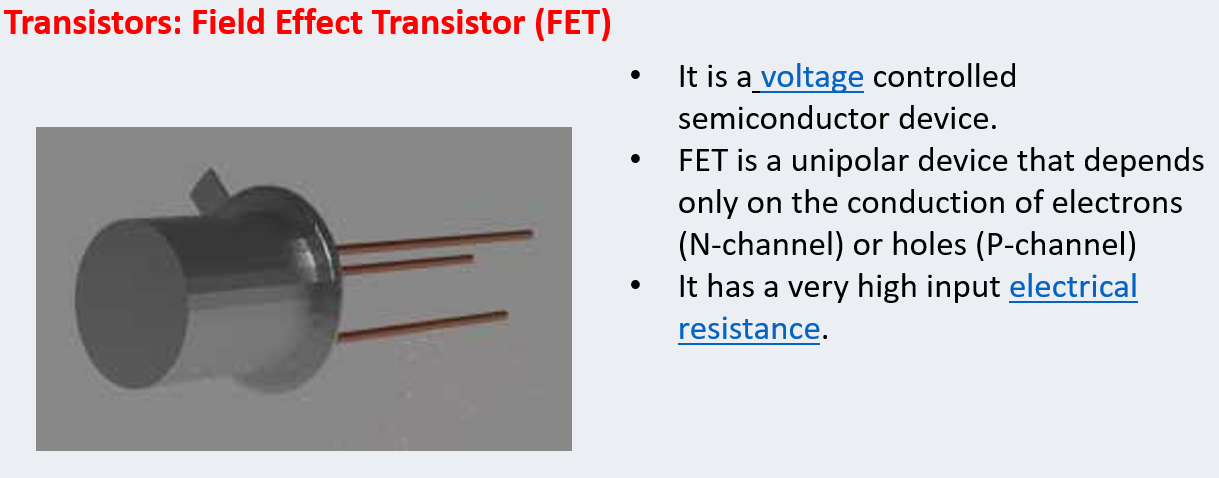 Transistors: Field Effect Transistor (FET)
• It is a voltage controlled
semiconductor device.
• FET is a unipolar device that depends
only on the conduction of electrons
(N-channel) or holes (P-channel)
• It has a very high input electrical
resistance.